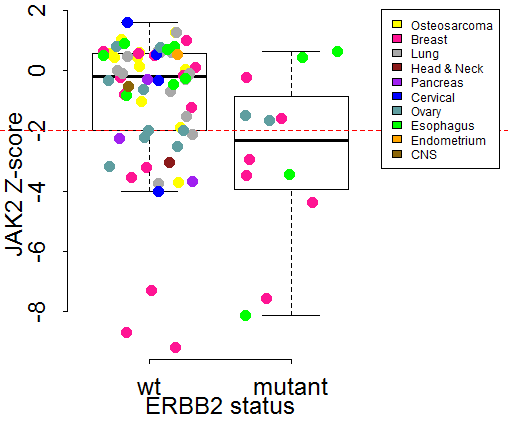 2
0
-2
-4
-6
-8
JAK2 Z-score
wt mutant
ERBB2 status
Osteosarcoma
Breast
Lung
Head & Neck
Pancreas
Cervical
Ovary
Esophagus
Endometrium
CNS